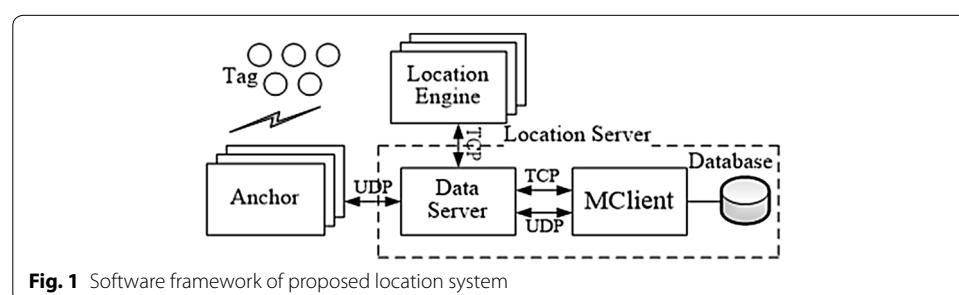 Tag
Location
Engine
TCP
Location Server
Database
Anchor
UDP
Data
Server
TCP
UDP
MClient
Fig. 1 Software framework of proposed location system